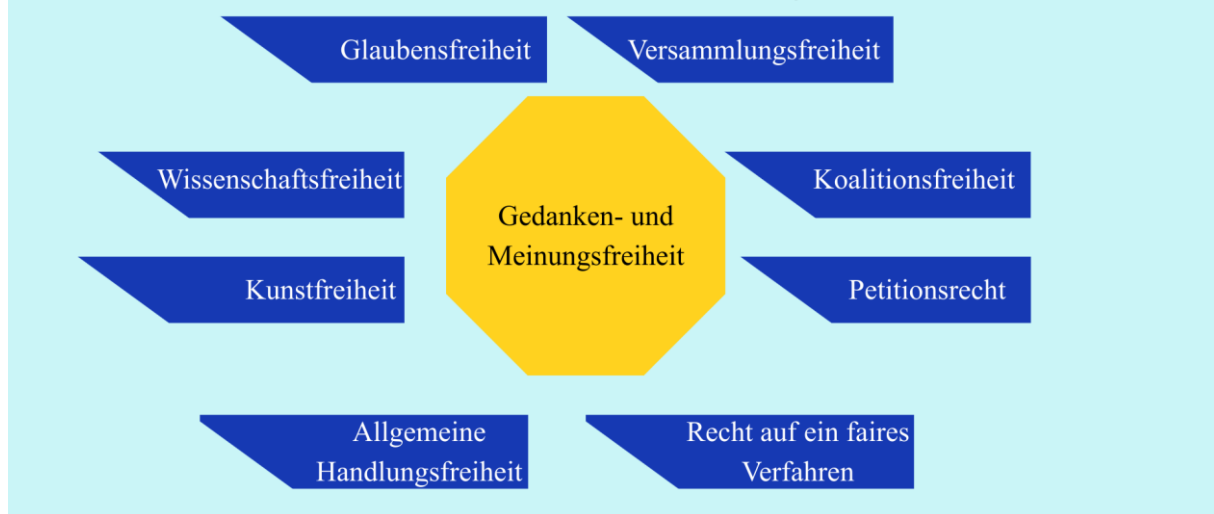 Glaubensfreiheit
Versammlungsfreiheit
Wissenschaftsfreiheit
Koalitionsfreiheit
Gedanken- und
Meinungsfreiheit
Kunstfreiheit
Petitionsrecht
Allgemeine
Handlungsfreiheit
Recht auf ein faires
Verfahren